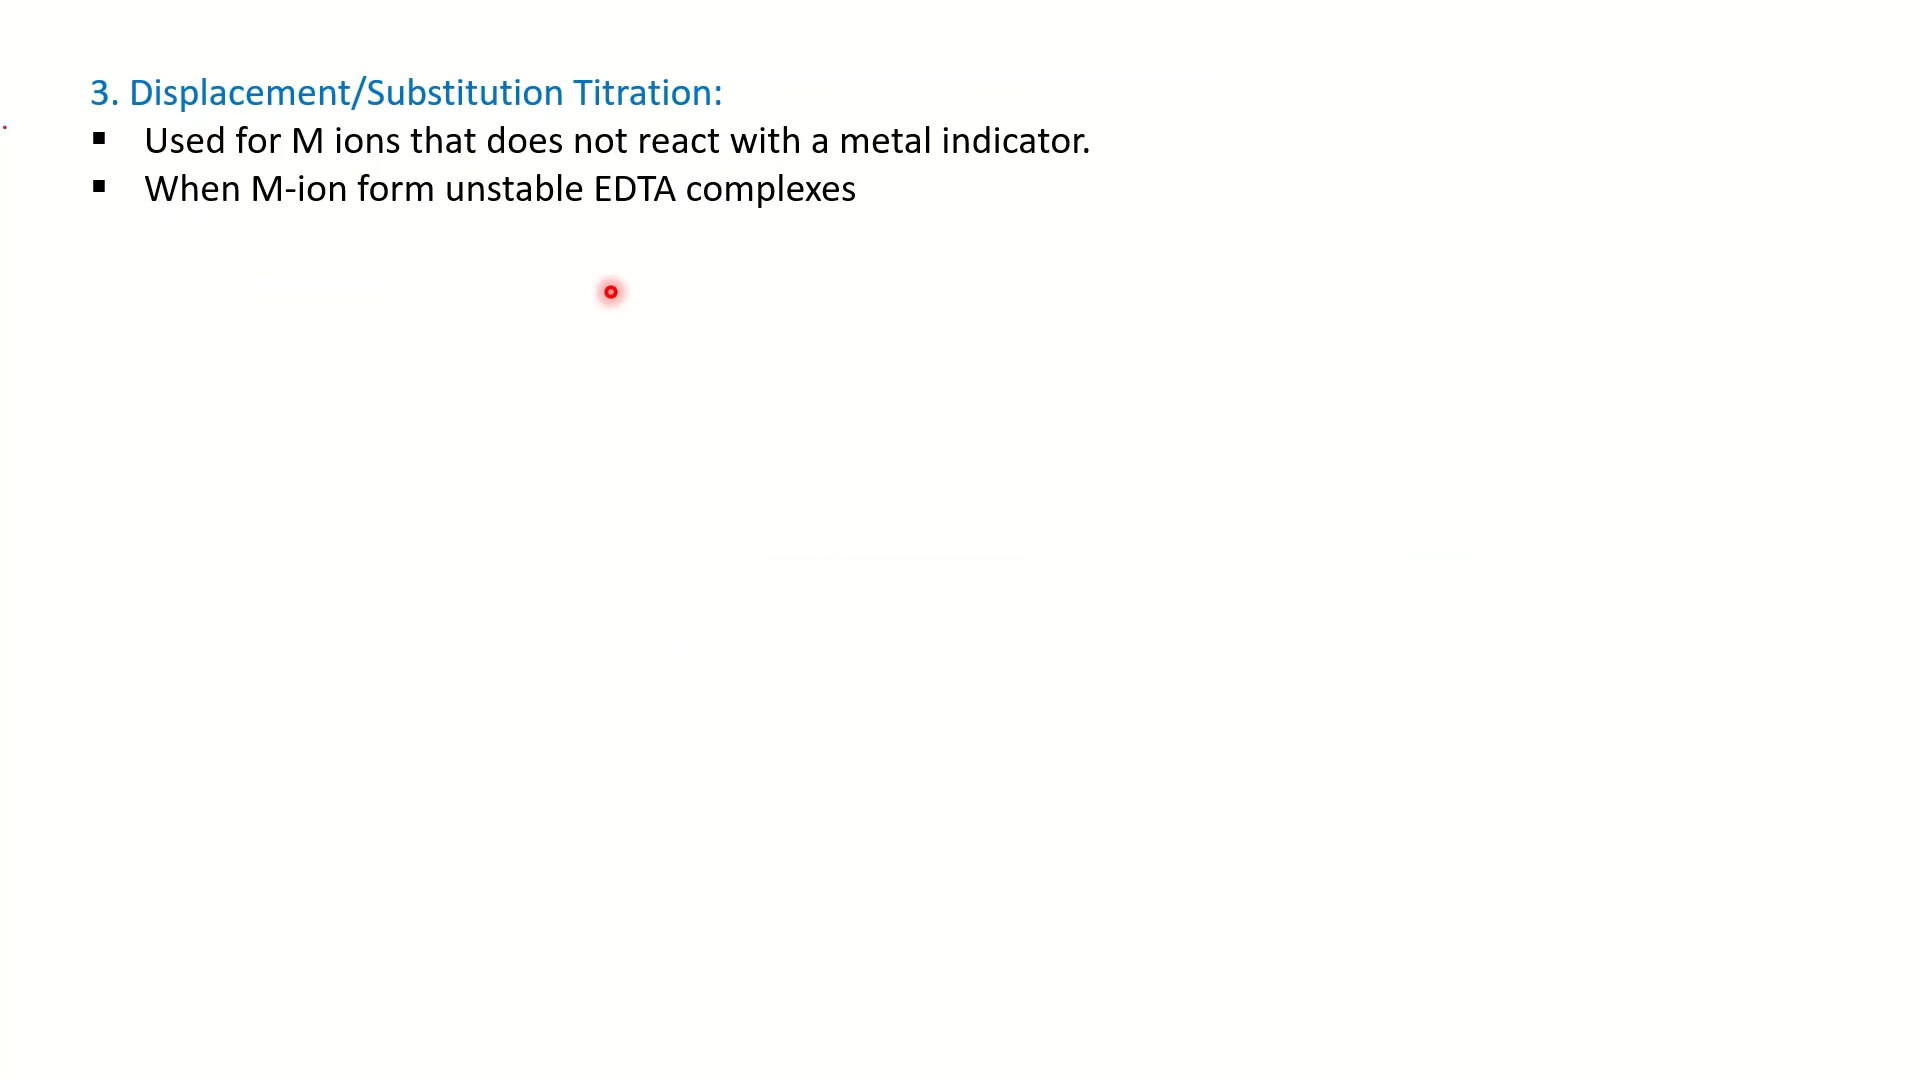 3. Displacement/Substitution Titration:
▪ Used for M ions that does not react with a metal indicator.
▪ When M-ion form unstable EDTA complexes